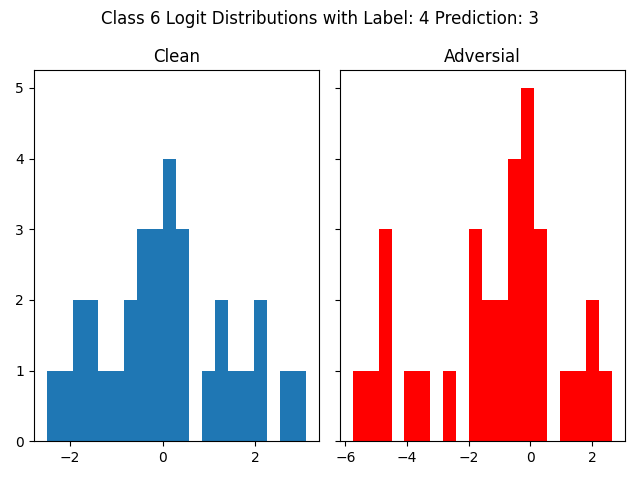 Class 6 Logit Distributions with Label: 4 Prediction: 3
Clean
Adversial
5
4
3
2
1
0
−2 0 2
−6 −4 −2 0 2